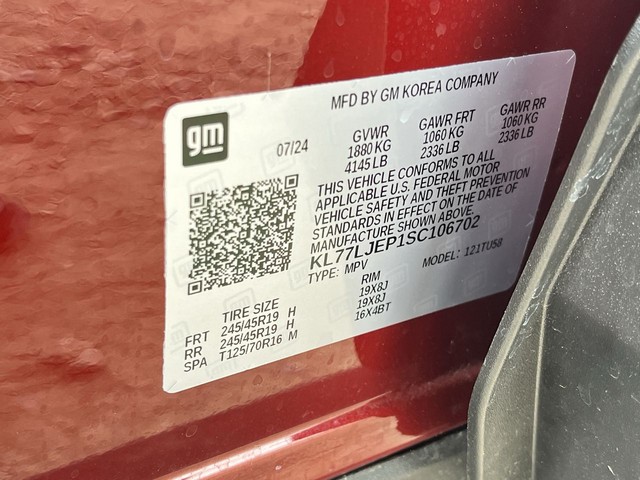 MFD BY GM KOREA COMPANY
gm
07/24
GVWR
1880 KG
4145 LB
GAWR FRT
1060 KG
2336 LB
GAWR RR
1060 KG
2336 LB
THIS VEHICLE CONFORMS TO ALL
APPLICABLE U.S. FEDERAL MOTOR
VEHICLE SAFETY AND THEFT PREVENTION
STANDARDS IN EFFECT ON THE DATE OF
MANUFACTURE SHOWN ABOVE.
KL77LJEP1SC106702
TYPE: MPV MODEL: 121TU58
TIRE SIZE RIM
FRT 245/45R19 H 19X8J
RR 245/45R19 H 19X8J
SPA T125/70R16 M 16X4BT